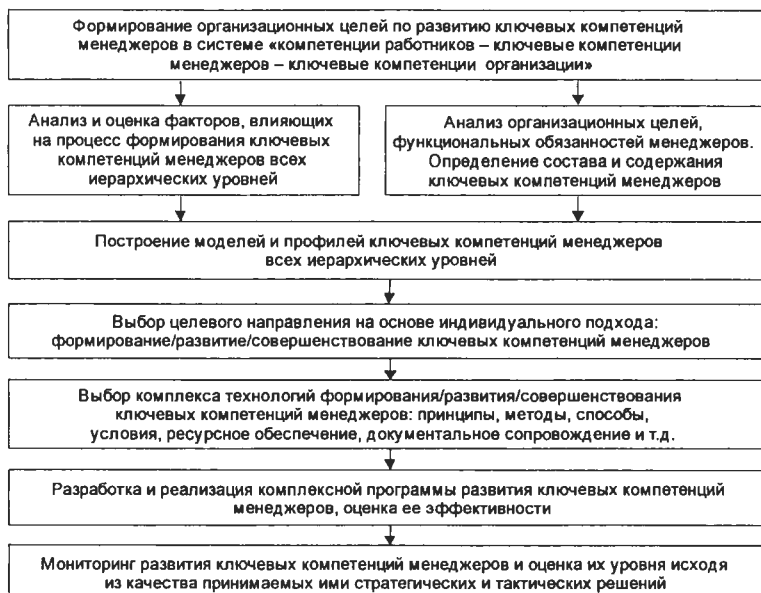 Формирование организационных целей по развитию ключевых компетенций
менеджеров в системе «компетенции работников – ключевые компетенции
менеджеров – ключевые компетенции организации»
Анализ и оценка факторов, влияющих
на процесс формирования ключевых
компетенций менеджеров всех
иерархических уровней
Анализ организационных целей,
функциональных обязанностей менеджеров.
Определение состава и содержания
ключевых компетенций менеджеров
Построение моделей и профилей ключевых компетенций менеджеров
всех иерархических уровней
Выбор целевого направления на основе индивидуального подхода:
формирование/развитие/совершенствование ключевых компетенций менеджеров
Выбор комплекса технологий формирования/развития/совершенствования
ключевых компетенций менеджеров: принципы, методы, способы,
условия, ресурсное обеспечение, документальное сопровождение и т.д.
Разработка и реализация комплексной программы развития ключевых компетенций
менеджеров, оценка ее эффективности
Мониторинг развития ключевых компетенций менеджеров и оценка их уровня исходя
из качества принимаемых ими стратегических и тактических решений